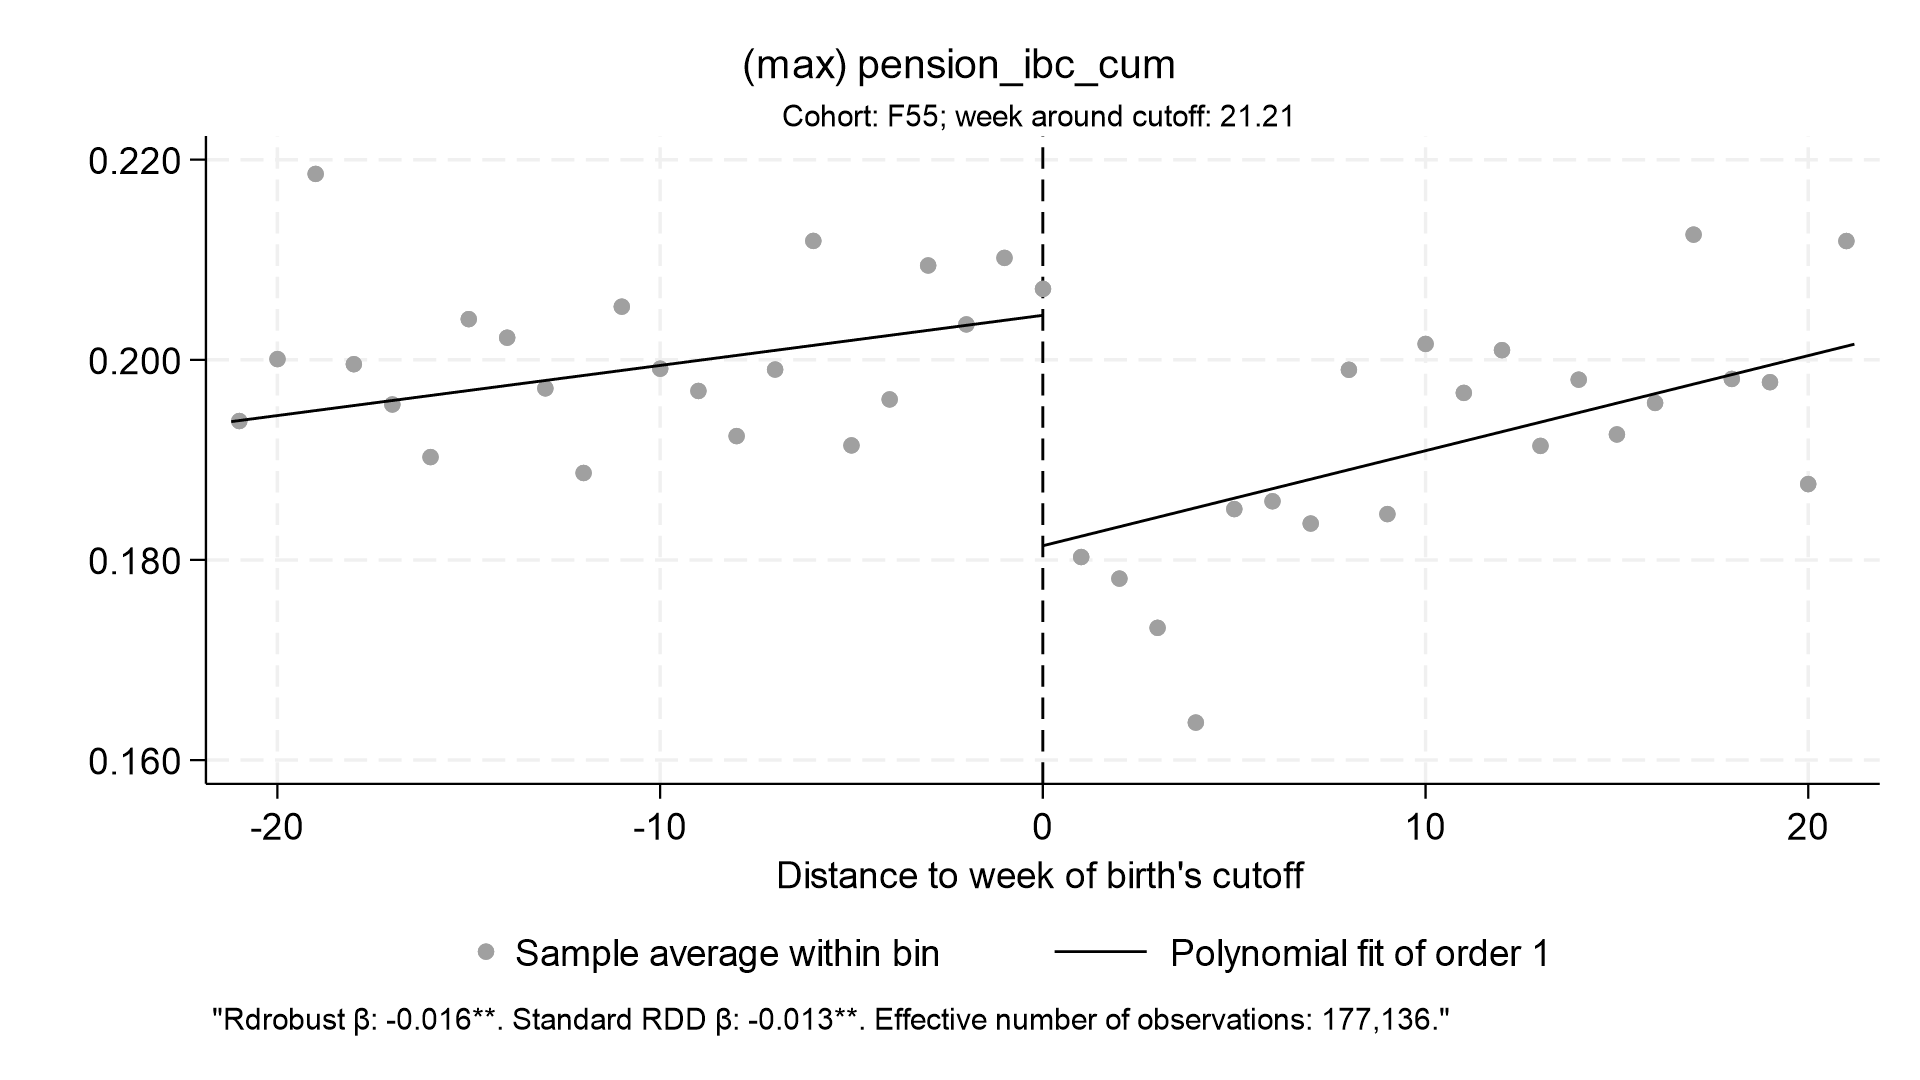 (max) pension_ibc_cum
Cohort: F55; week around cutoff: 21.21
0.220
0.200
0.180
0.160
-20 -10 0 10 20
Distance to week of birth's cutoff
Sample average within bin Polynomial fit of order 1
"Rdrobust β: -0.016**. Standard RDD β: -0.013**. Effective number of observations: 177,136."